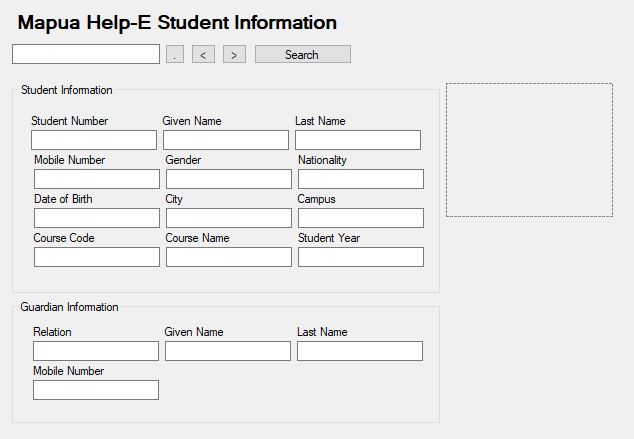 Mapua Help-E Student Information
. < > Search
Student Information
Student Number Given Name Last Name
Mobile Number Gender Nationality
Date of Birth City Campus
Course Code Course Name Student Year
Guardian Information
Relation Given Name Last Name
Mobile Number